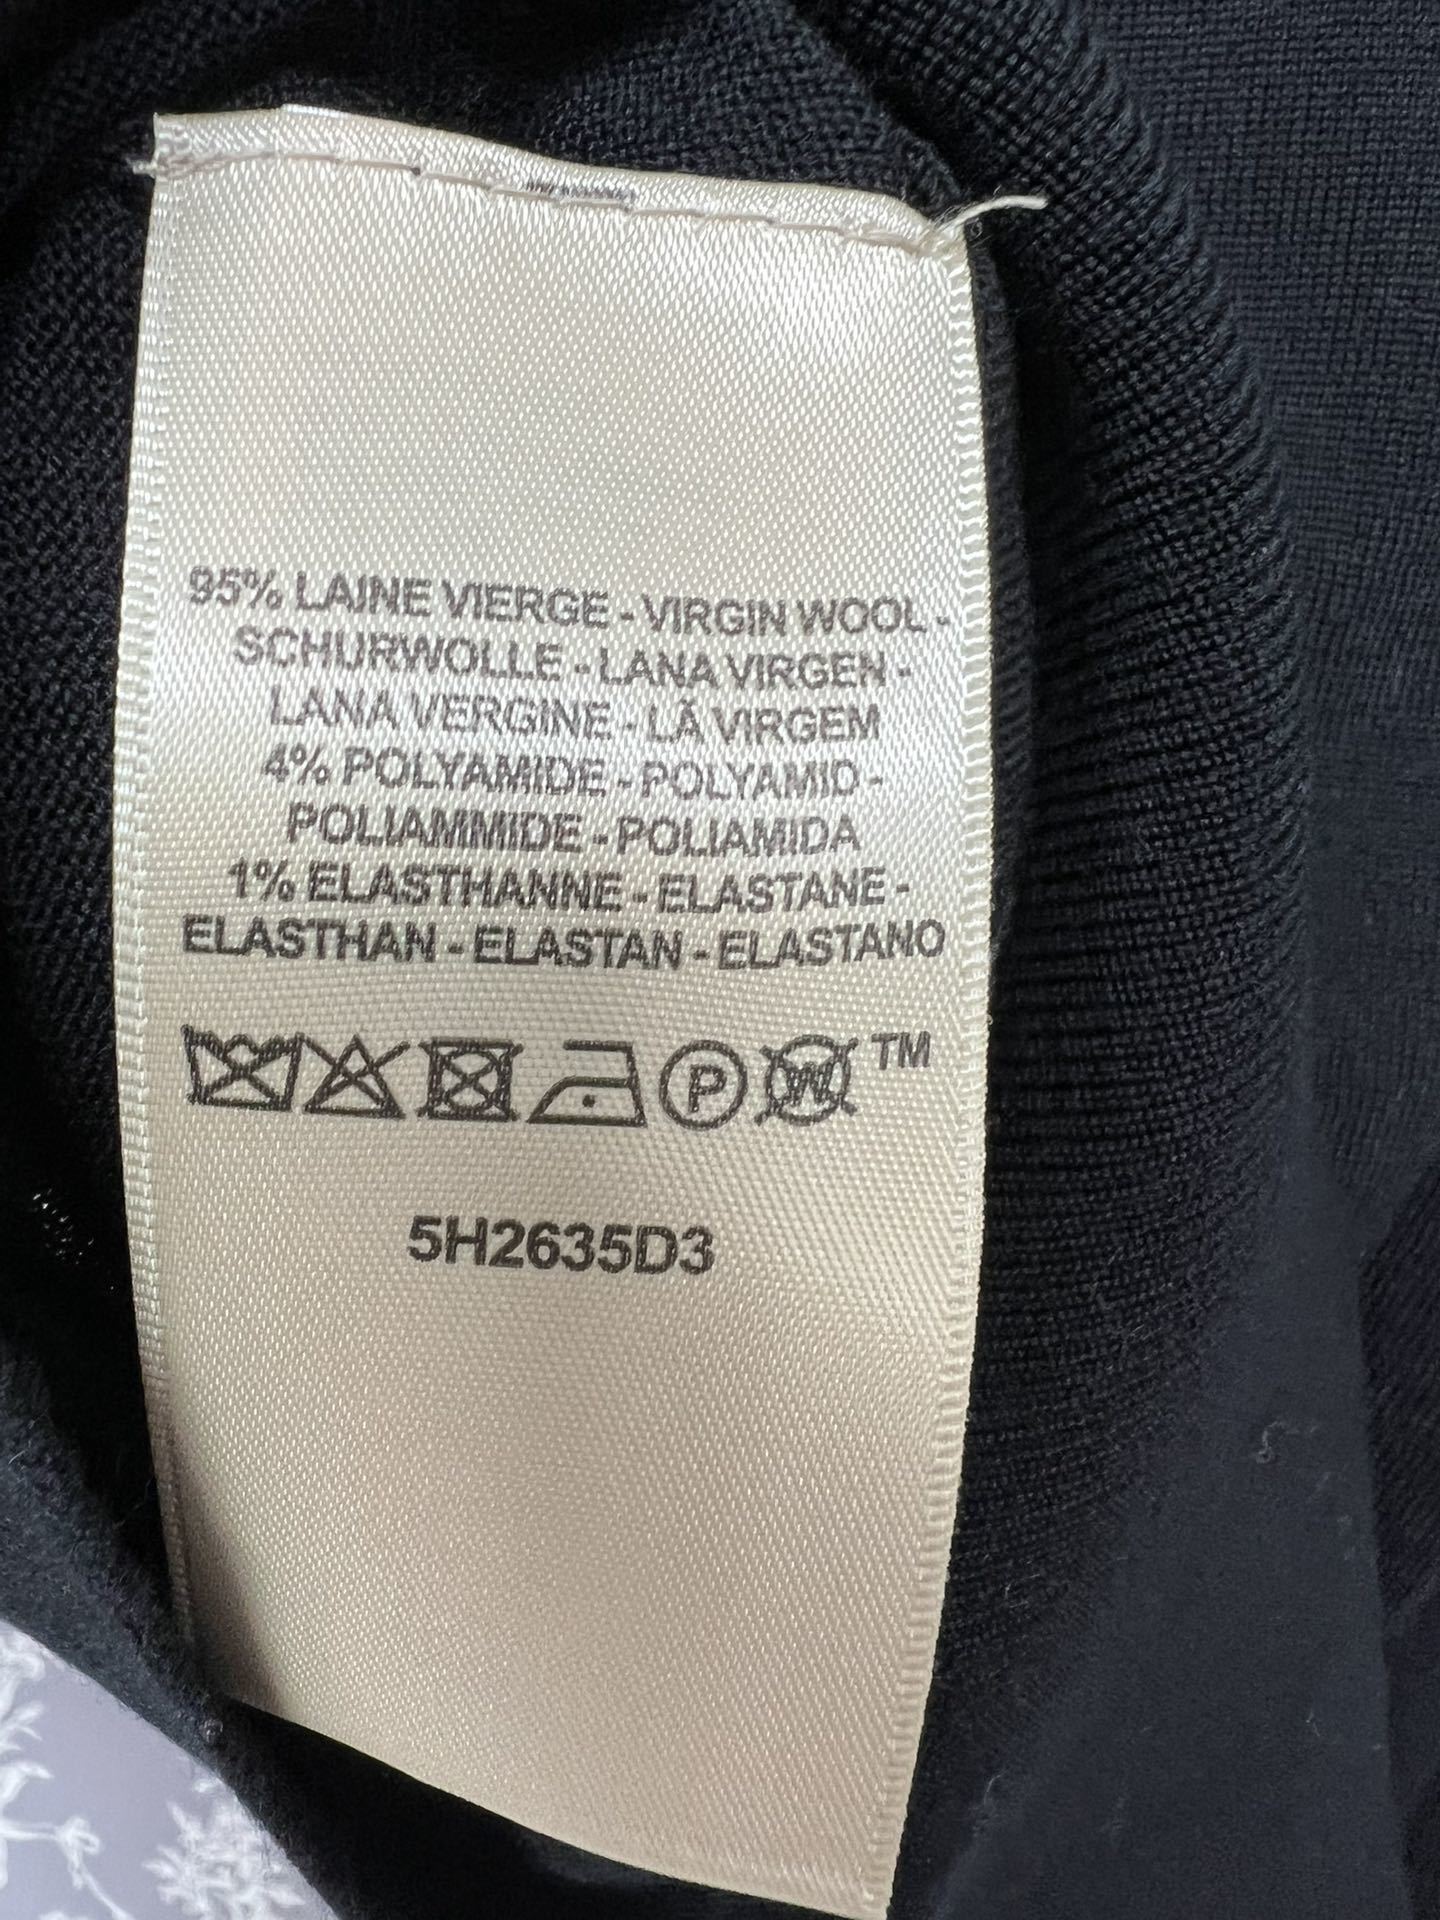 95% LAINE VIERGE - VIRGIN WOOL -
SCHURWOLLE - LANA VIRGEN -
LANA VERGINE - LÃ VIRGEM
4% POLYAMIDE - POLYAMID -
POLIAMMIDE - POLIAMIDA
1% ELASTHANNE - ELASTANE -
ELASTHAN - ELASTAN - ELASTANO
P W TM
5H2635D3